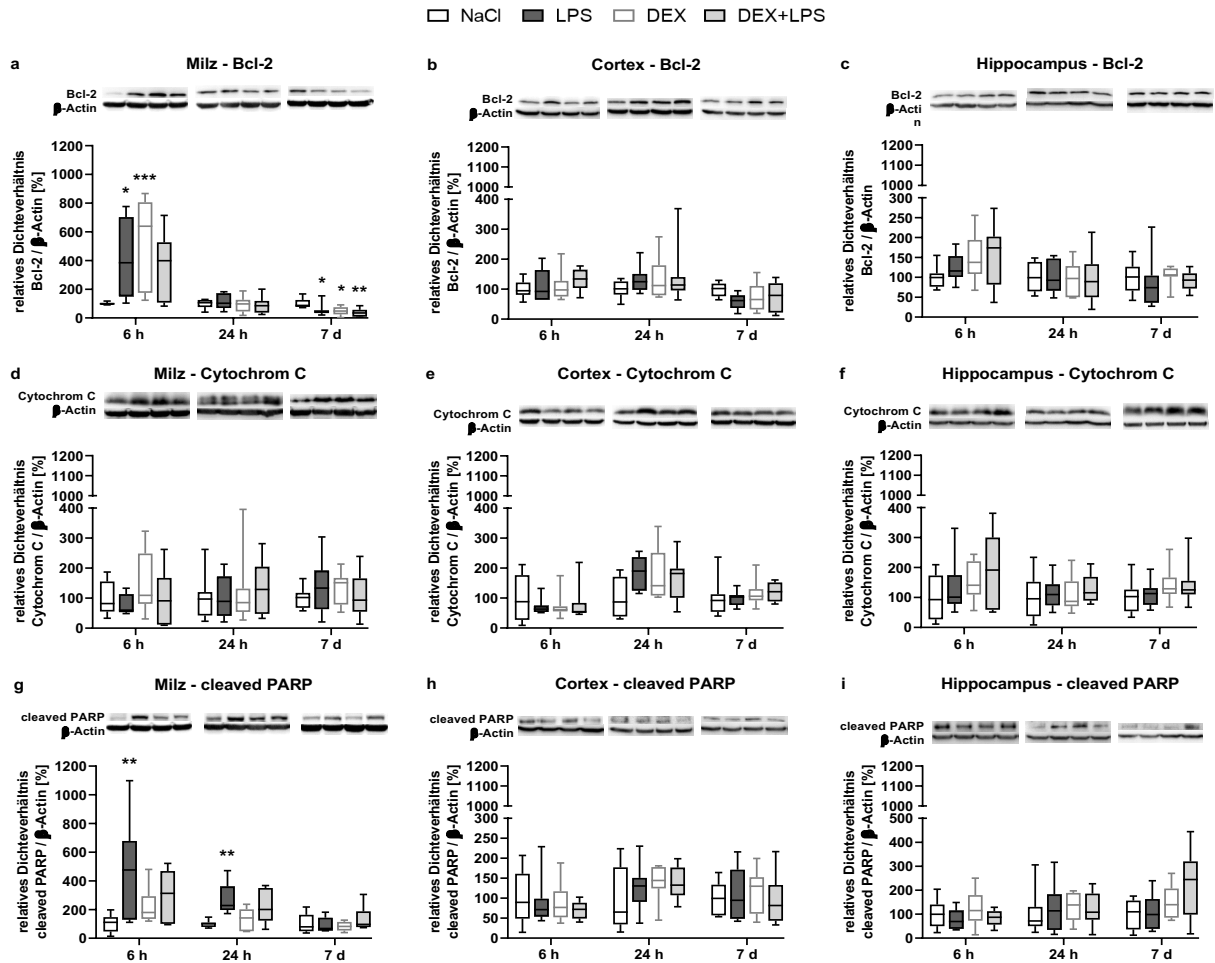 NaCl LPS DEX DEX+LPS
a Milz - Bcl-2
Bcl-2
β-Actin
relatives Dichteverhältnis
Bcl-2 / β-Actin [%]
1200
1000
800
600
400
200
0
* ***
* * **
6 h 24 h 7 d
b Cortex - Bcl-2
Bcl-2
β-Actin
relatives Dichteverhältnis
Bcl-2 / β-Actin [%]
1200
1000
400
300
200
100
0
6 h 24 h 7 d
c Hippocampus - Bcl-2
Bcl-2
β-Acti
n
relatives Dichteverhältnis
Bcl-2 / β-Actin
1200
1000
300
250
200
150
100
50
0
6 h 24 h 7 d
d Milz - Cytochrom C
Cytochrom C
β-Actin
relatives Dichteverhältnis
Cytochrom C / β-Actin [%]
1200
1000
400
300
200
100
0
6 h 24 h 7 d
e Cortex - Cytochrom C
Cytochrom C
β-Actin
relatives Dichteverhältnis
Cytochrom C / β-Actin [%]
1200
1000
400
300
200
100
0
6 h 24 h 7 d
f Hippocampus - Cytochrom C
Cytochrom C
β-Actin
relatives Dichteverhältnis
Cytochrom C / β-Actin [%]
1200
1000
400
300
200
100
0
6 h 24 h 7 d
g Milz - cleaved PARP
cleaved PARP
β-Actin
relatives Dichteverhältnis
cleaved PARP / β-Actin [%]
1200
1000
800
600
400
200
0
**
**
6 h 24 h 7 d
h Cortex - cleaved PARP
cleaved PARP
β-Actin
relatives Dichteverhältnis
cleaved PARP / β-Actin [%]
1200
1000
300
250
200
150
100
50
0
6 h 24 h 7 d
i Hippocampus - cleaved PARP
cleaved PARP
β-Actin
relatives Dichteverhältnis
cleaved PARP / β-Actin [%]
1200
1000
500
400
300
200
100
0
6 h 24 h 7 d